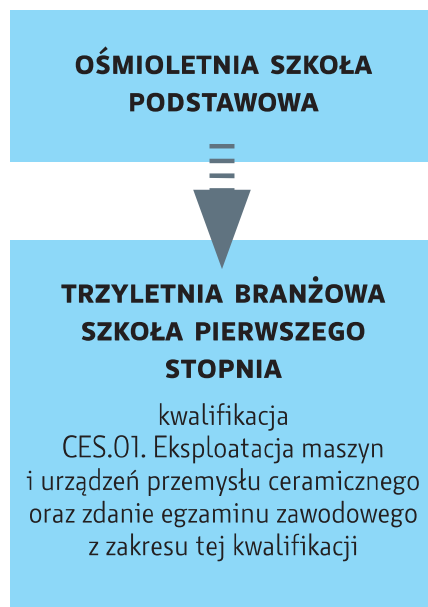 OŚMIOLETNIA SZKOŁA
PODSTAWOWA
TRZYLETNIA BRANŻOWA
SZKOŁA PIERWSZEGO
STOPNIA
kwalifikacja
CES.01. Eksploatacja maszyn
i urządzeń przemysłu ceramicznego
oraz zdanie egzaminu zawodowego
z zakresu tej kwalifikacji